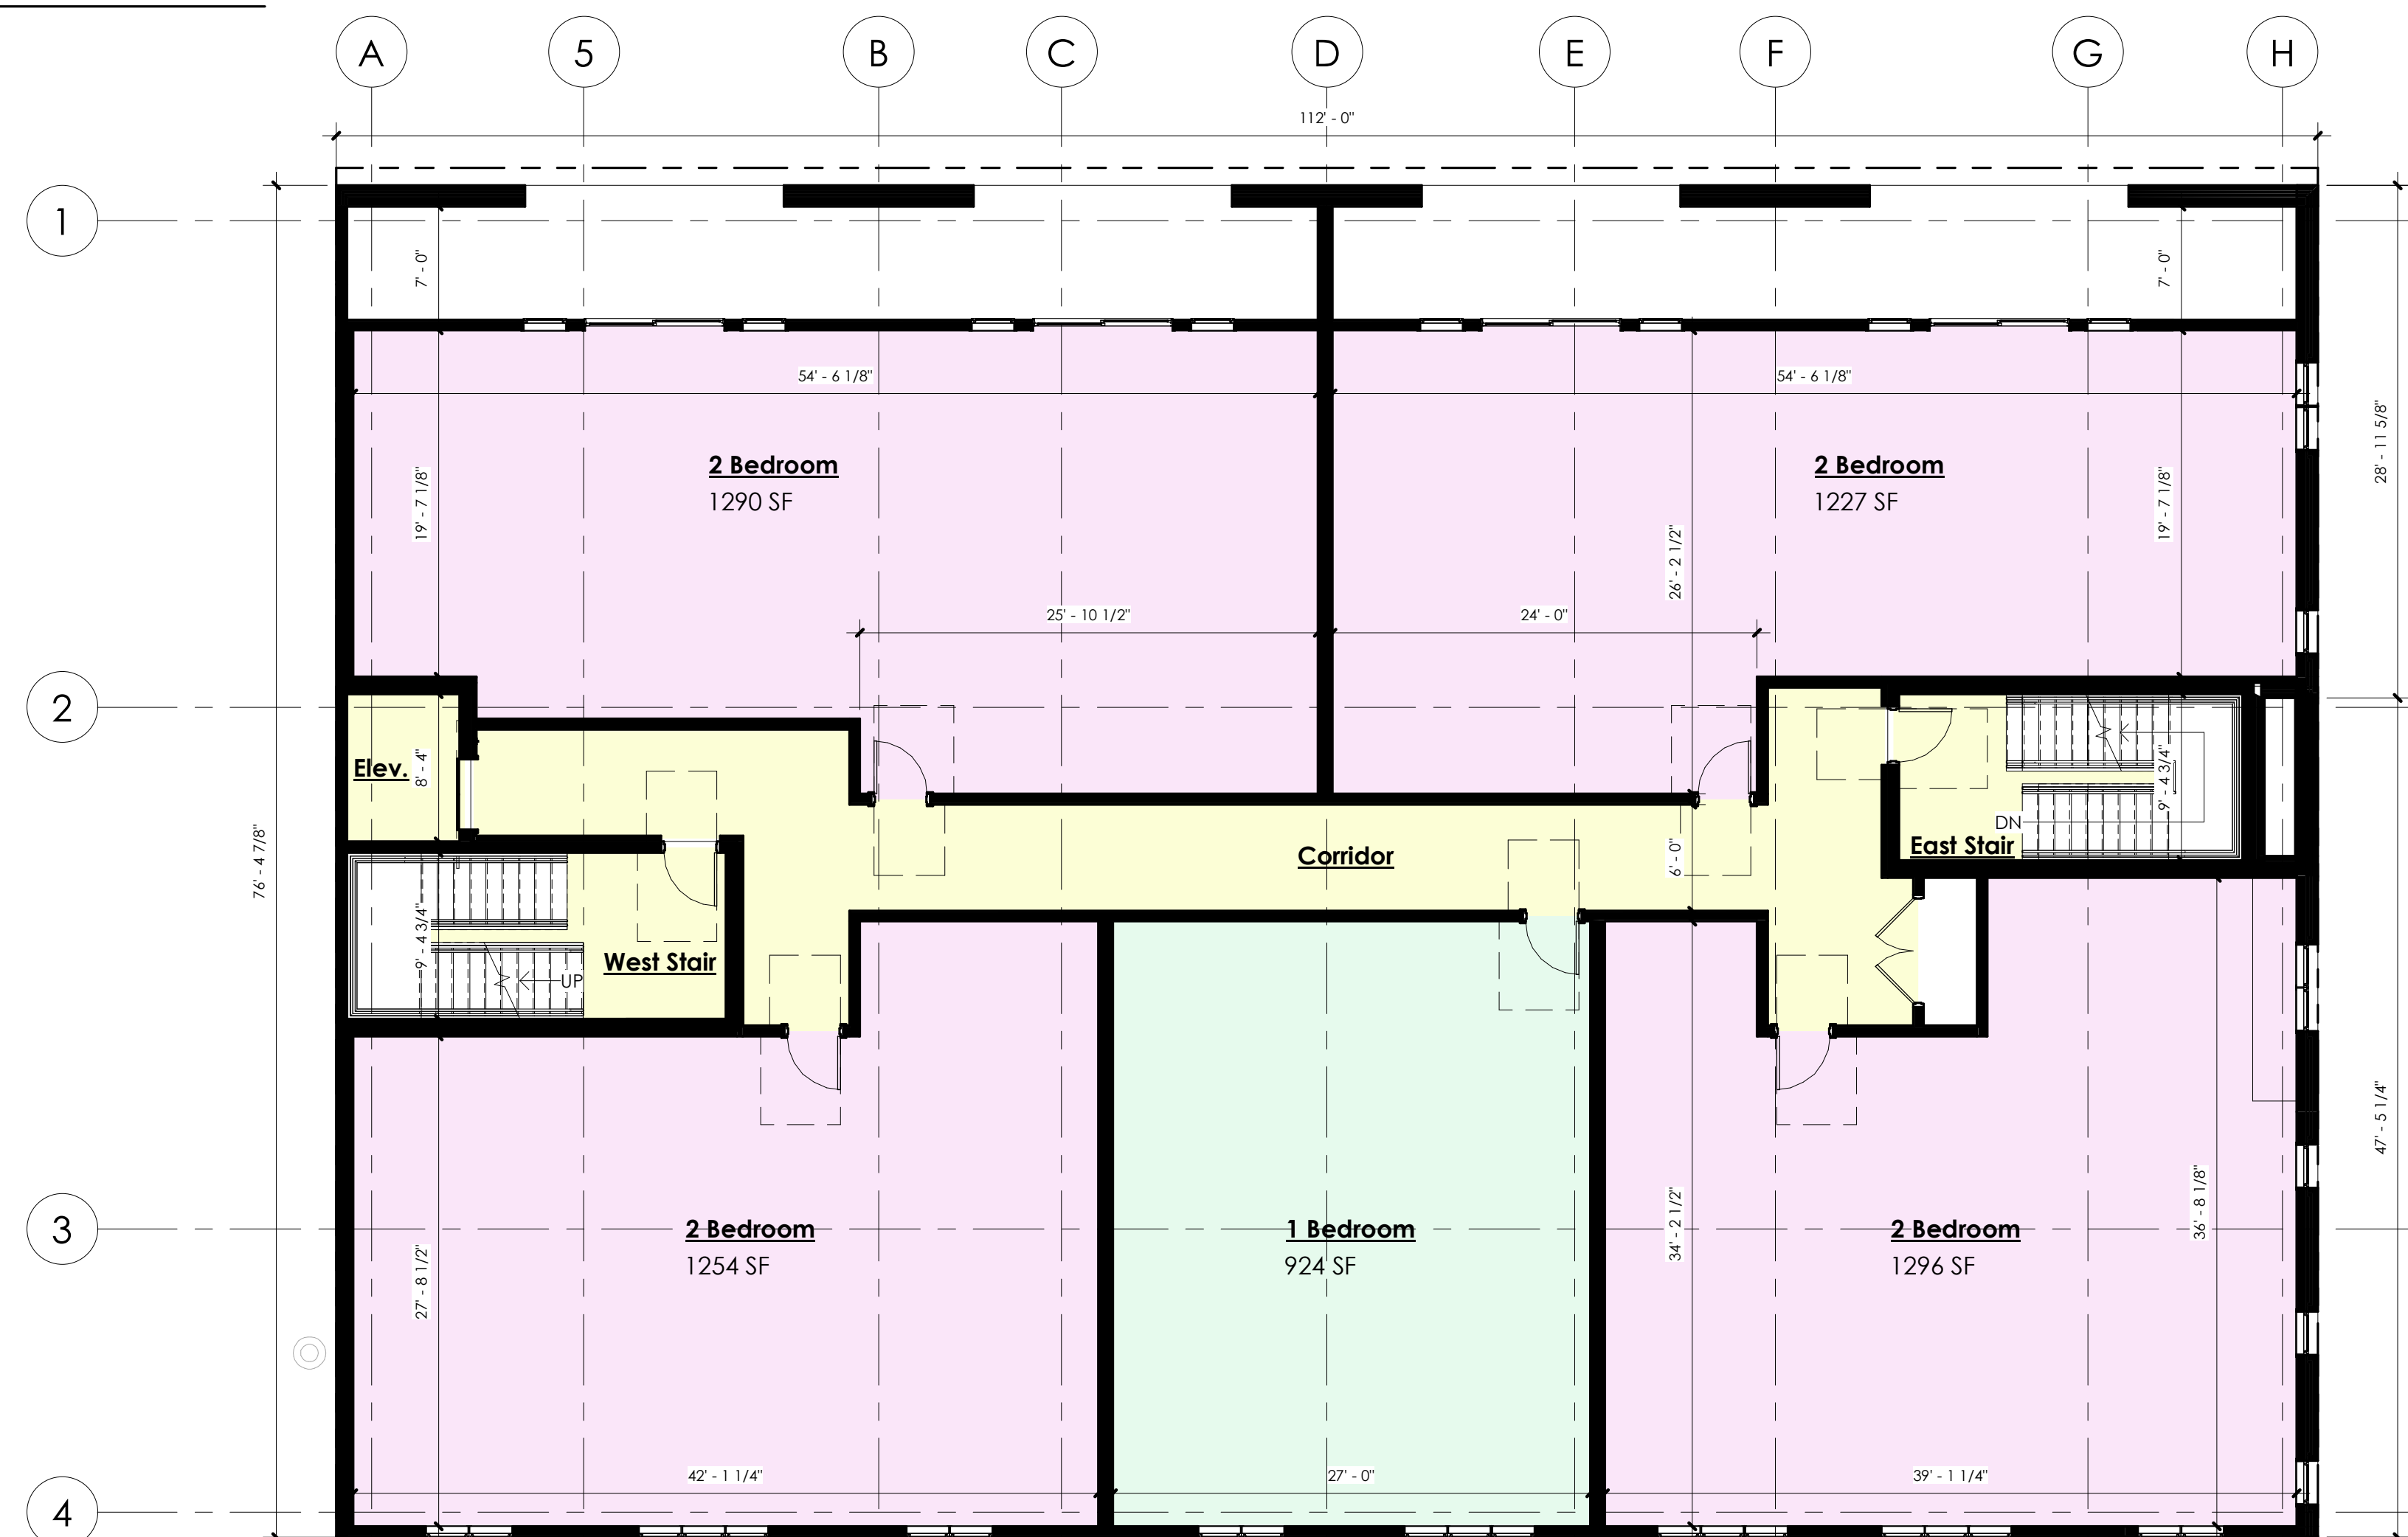 A 5 B C D E F G H
112' - 0"
1
7' - 0" 7' - 0"
54' - 6 1/8" 54' - 6 1/8"
28' - 11 5/8"
2 Bedroom 2 Bedroom
1290 SF 1227 SF
19' - 7 1/8" 19' - 7 1/8"
26' - 2 1/2"
25' - 10 1/2" 24' - 0"
2
Elev. 8' - 4"
9' - 4 3/4"
DN
East Stair
76' - 4 7/8"
Corridor 6' - 0"
9' - 4 3/4"
West Stair
UP
47' - 5 1/4"
3
2 Bedroom 1 Bedroom 2 Bedroom
1254 SF 924 SF 1296 SF
27' - 8 1/2" 34' - 2 1/2" 36' - 8 1/8"
42' - 1 1/4" 27' - 0" 39' - 1 1/4"
4